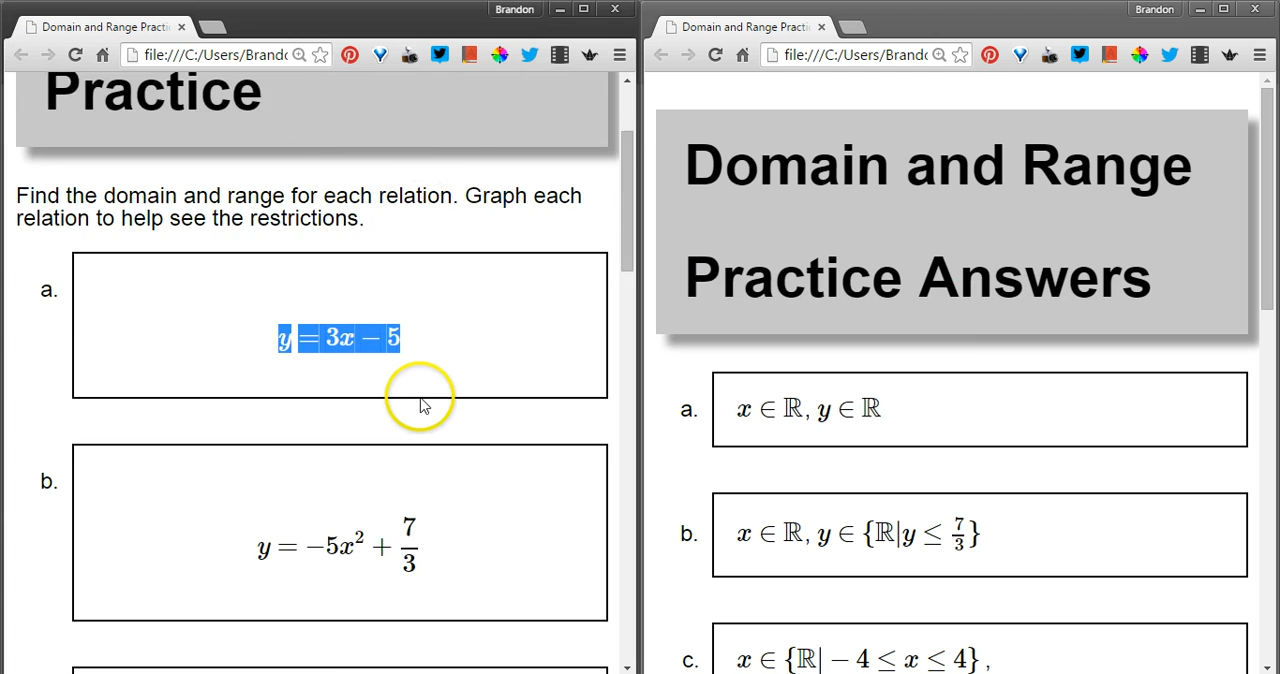 Brandon
Domain and Range Practi
file:///C:/Users/Brand
Practice
Find the domain and range for each relation. Graph each
relation to help see the restrictions.
a.
y = 3x − 5
b.
y = −5x² + 7/3
Brandon
Domain and Range Practi
file:///C:/Users/Brand
Domain and Range
Practice Answers
a. x ∈ ℝ, y ∈ ℝ
b. x ∈ ℝ, y ∈ {ℝ|y ≤ 7/3}
c. x ∈ {ℝ| − 4 ≤ x ≤ 4} ,